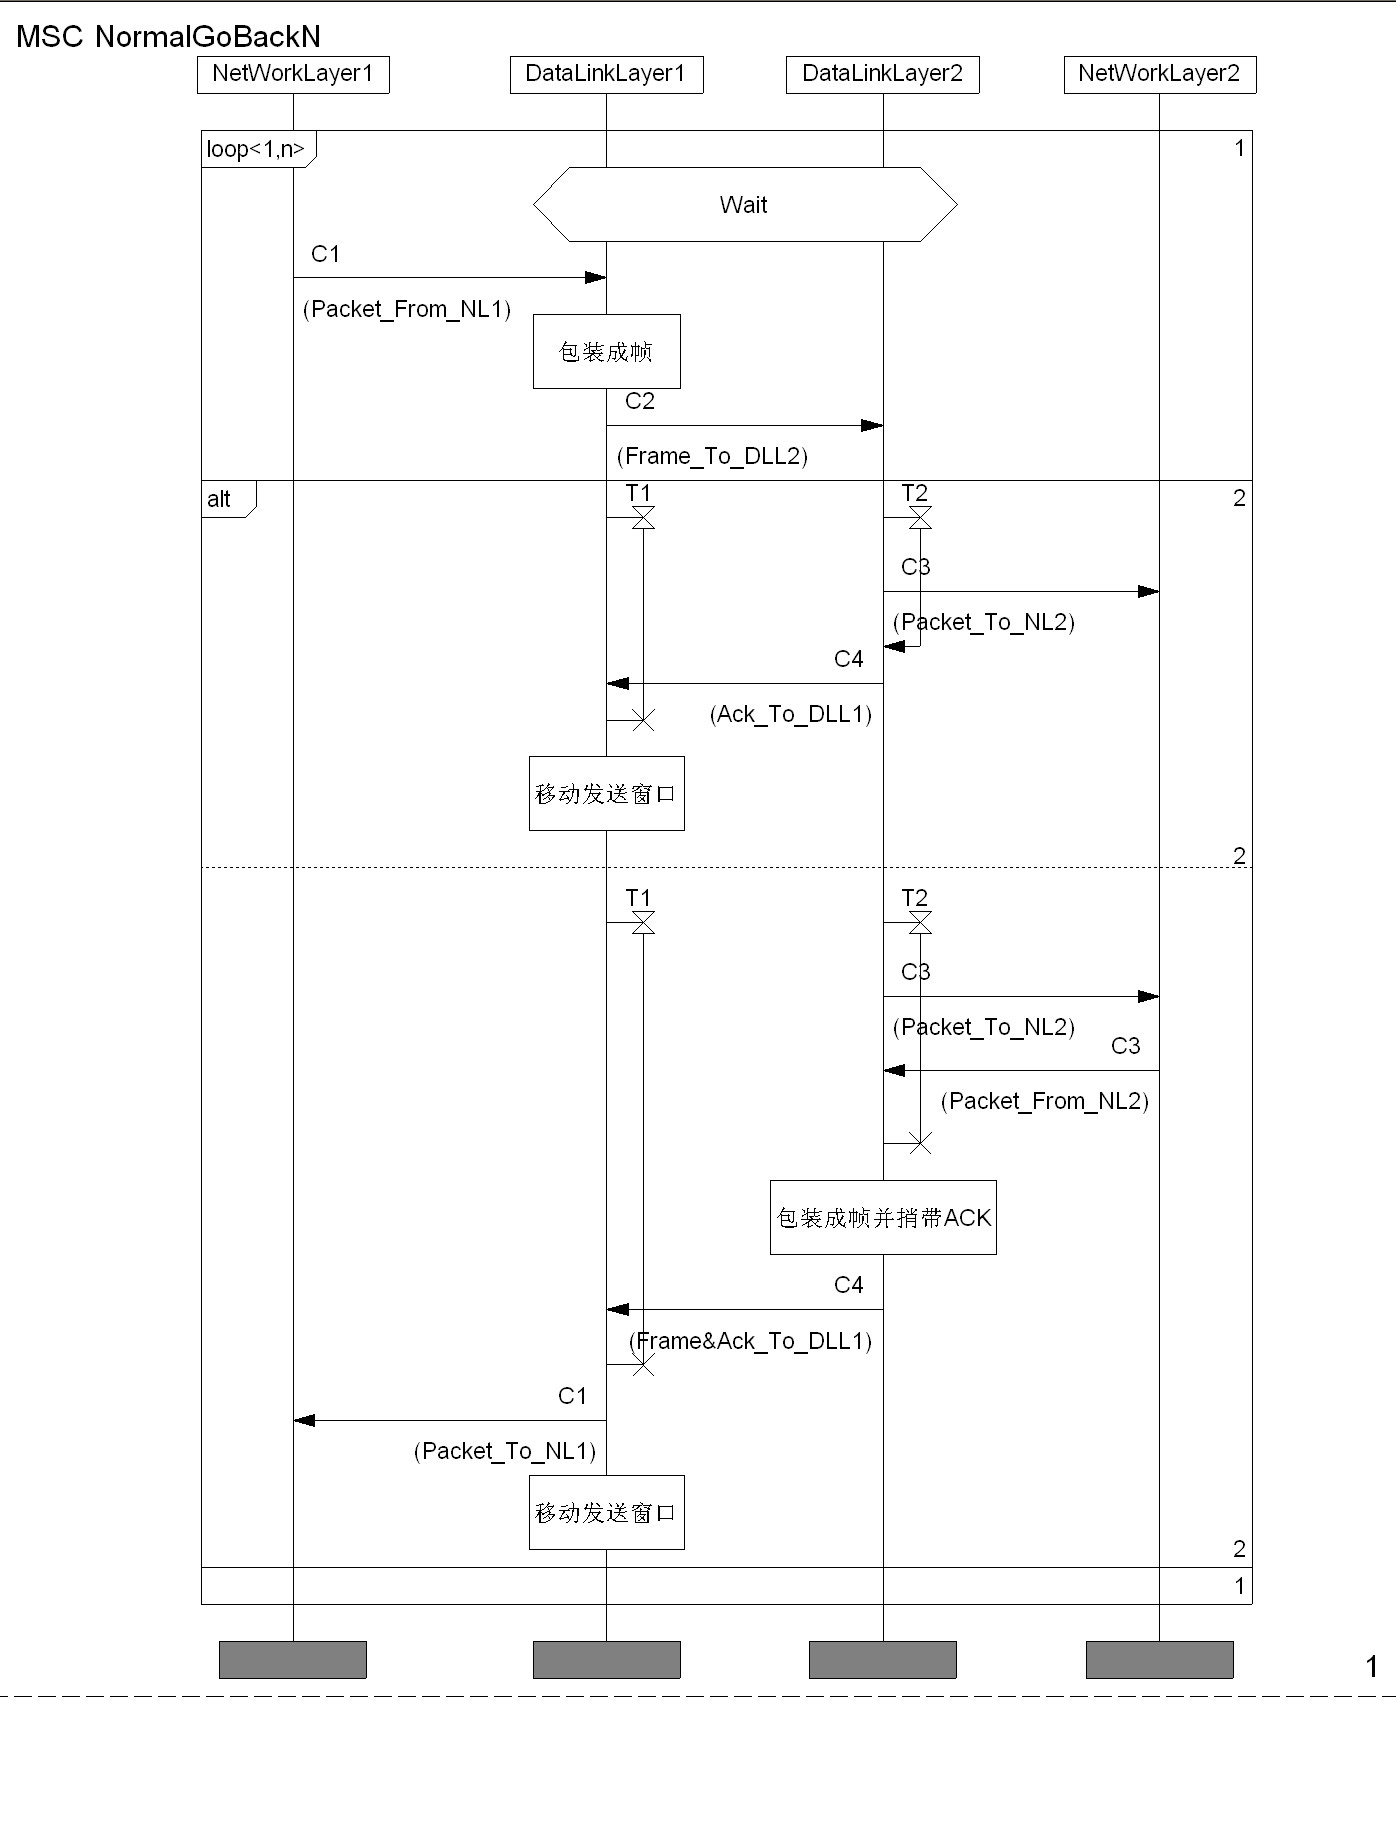 MSC NormalGoBackN
NetWorkLayer1 DataLinkLayer1 DataLinkLayer2 NetWorkLayer2
loop<1,n> 1
Wait
C1
(Packet_From_NL1)
包装成帧
C2
(Frame_To_DLL2)
alt T1 T2 2
C3
(Packet_To_NL2)
C4
(Ack_To_DLL1)
移动发送窗口
2
T1 T2
C3
(Packet_To_NL2)
C3
(Packet_From_NL2)
包装成帧并捎带ACK
C4
(Frame&Ack_To_DLL1)
C1
(Packet_To_NL1)
移动发送窗口
2
1
1